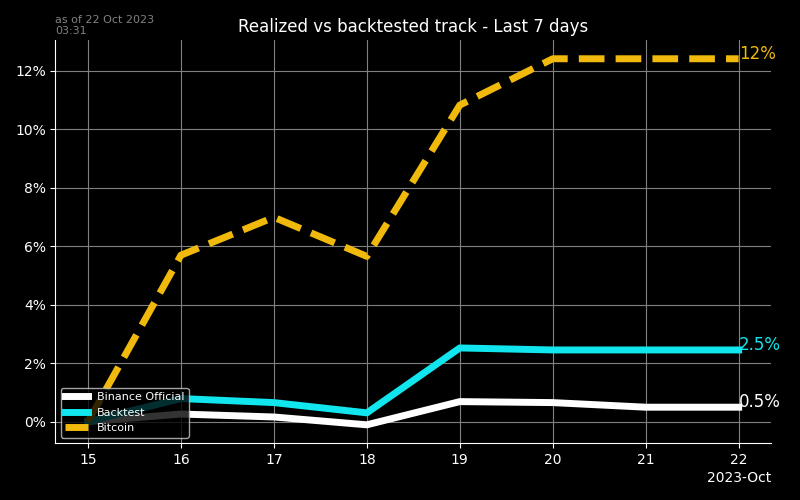 as of 22 Oct 2023
03:31
Realized vs backtested track - Last 7 days
12%
12%
10%
8%
6%
4%
2.5%
2%
0.5%
0%
Binance Official
Backtest
Bitcoin
15 16 17 18 19 20 21 22
2023-Oct